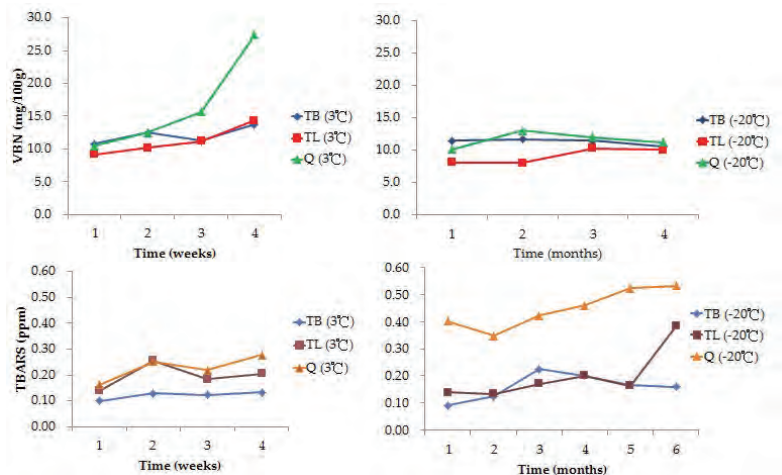 VBN (mg/100g)
30.0
25.0
20.0
15.0
10.0
5.0
0.0
1 2 3 4
Time (weeks)
TB (3℃)
TL (3℃)
Q (3℃)
30.0
25.0
20.0
15.0
10.0
5.0
0.0
1 2 3 4
Time (months)
TB (-20℃)
TL (-20℃)
Q (-20℃)
TBARS (ppm)
0.60
0.50
0.40
0.30
0.20
0.10
0.00
1 2 3 4
Time (weeks)
TB (3℃)
TL (3℃)
Q (3℃)
0.60
0.50
0.40
0.30
0.20
0.10
0.00
1 2 3 4 5 6
Time (months)
TB (-20℃)
TL (-20℃)
Q (-20℃)